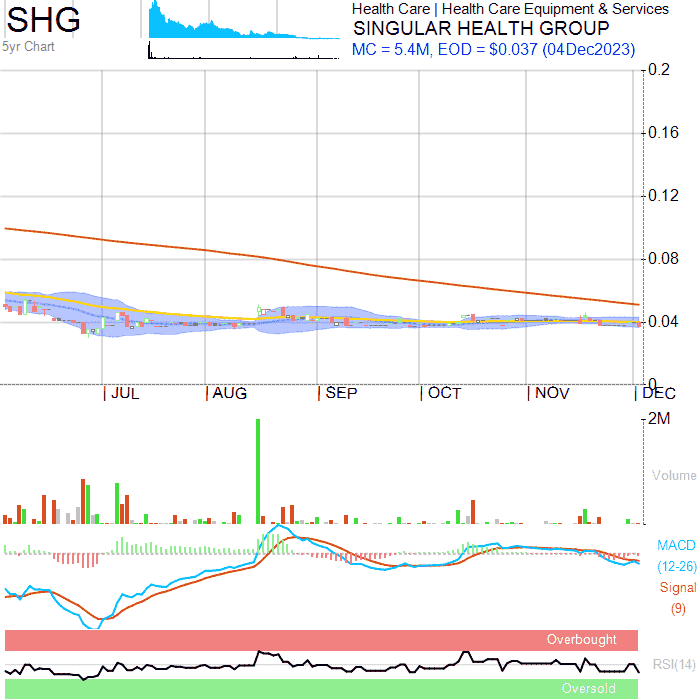 SHG
5yr Chart
Health Care | Health Care Equipment & Services
SINGULAR HEALTH GROUP
MC = 5.4M, EOD = $0.037 (04Dec2023)
0.2
0.16
0.12
0.08
0.04
0
JUL AUG SEP OCT NOV DEC
2M
Volume
MACD
(12-26)
Signal
(9)
Overbought
RSI(14)
Oversold